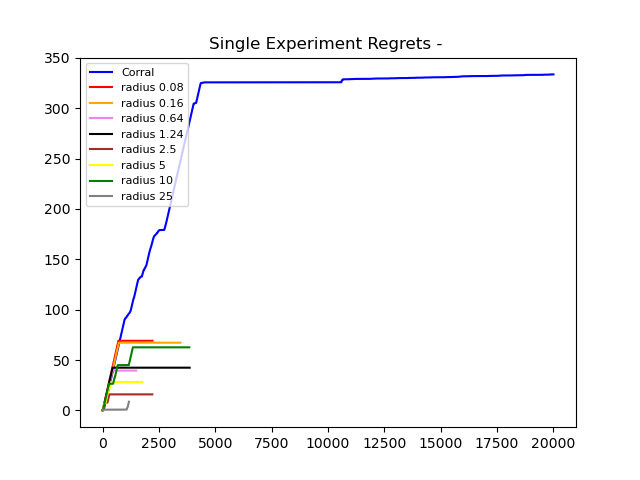 Single Experiment Regrets -
350
300
250
200
150
100
50
0
Corral
radius 0.08
radius 0.16
radius 0.64
radius 1.24
radius 2.5
radius 5
radius 10
radius 25
0 2500 5000 7500 10000 12500 15000 17500 20000